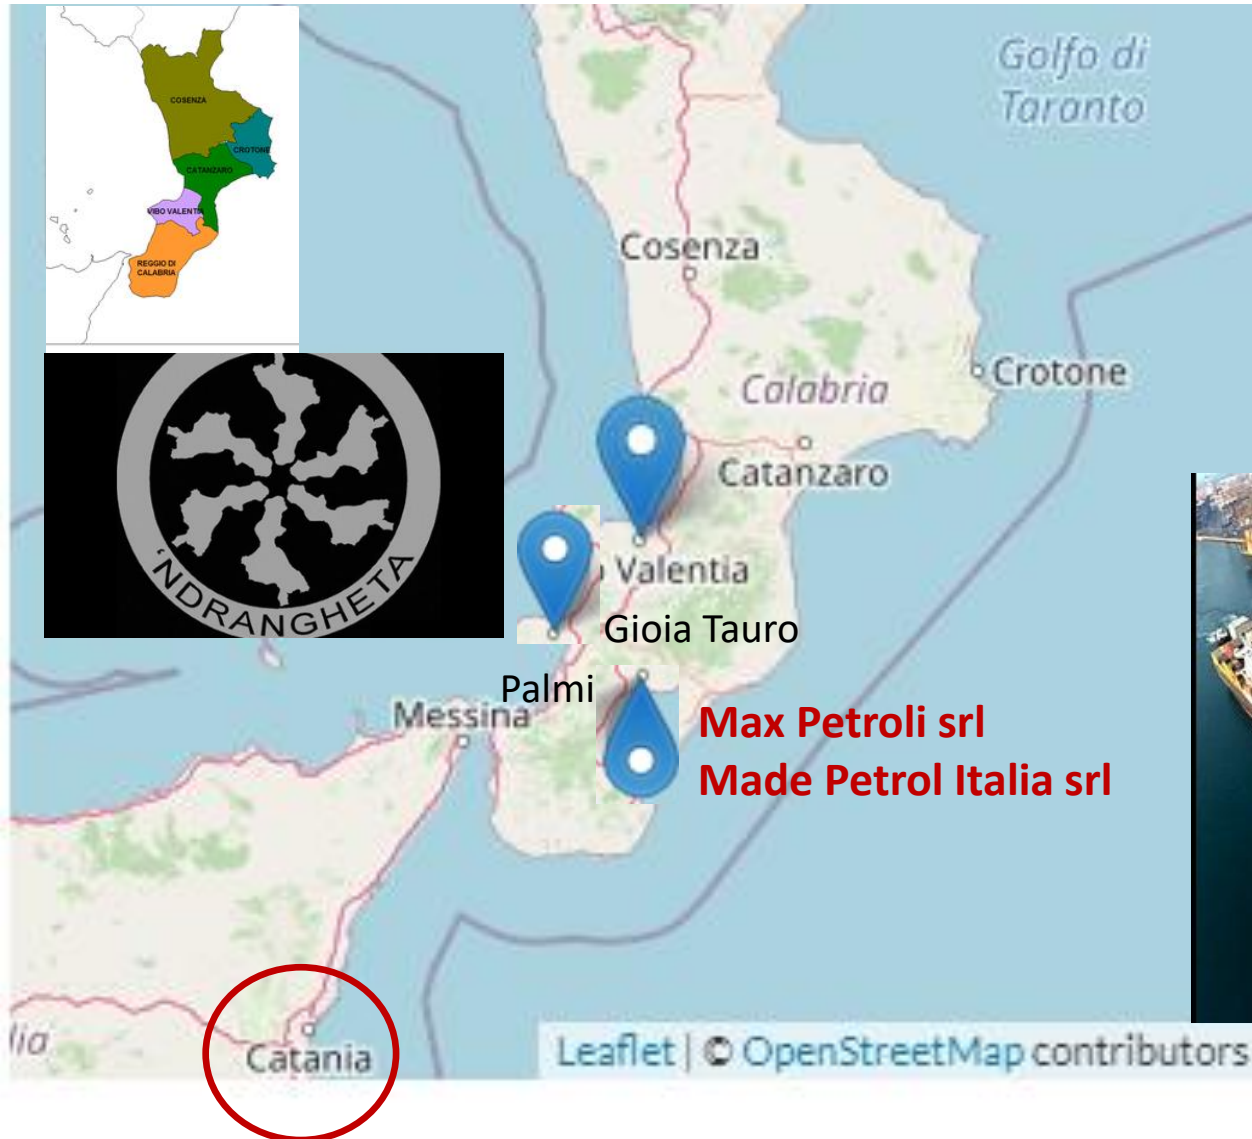 COSENZA
CROTONE
CATANZARO
VIBO VALENTIA
REGGIO DI
CALABRIA
'NDRANGHETA
Golfo di
Taranto
Cosenza
Crotone
Calabria
Catanzaro
Valentia
Gioia Tauro
Palmi
Messina
Max Petroli srl
Made Petrol Italia srl
lia
Catania
Leaflet | © OpenStreetMap contributors